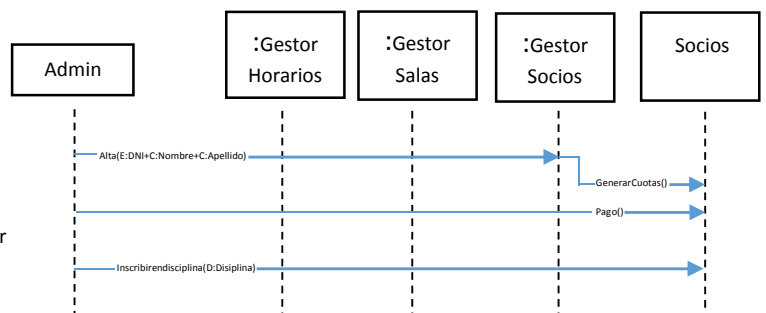 Admin
:Gestor
Horarios
:Gestor
Salas
:Gestor
Socios
Socios
Alta(E:DNI+C:Nombre+C:Apellido)
GenerarCuotas()
Pago()
r
Inscribirendisciplina(D:Disiplina)